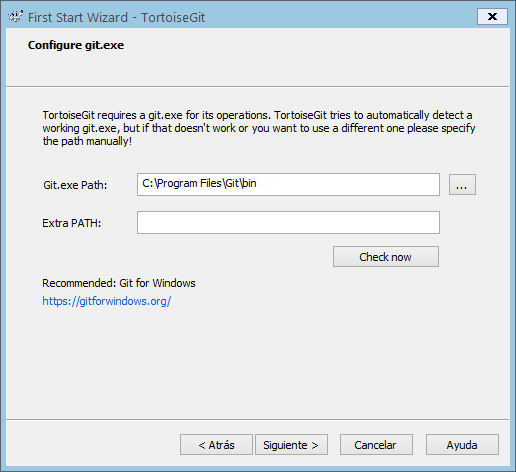 First Start Wizard - TortoiseGit
Configure git.exe
TortoiseGit requires a git.exe for its operations. TortoiseGit tries to automatically detect a
working git.exe, but if that doesn't work or you want to use a different one please specify
the path manually!
Git.exe Path: C:\Program Files\Git\bin ...
Extra PATH:
Check now
Recommended: Git for Windows
https://gitforwindows.org/
< Atrás Siguiente > Cancelar Ayuda